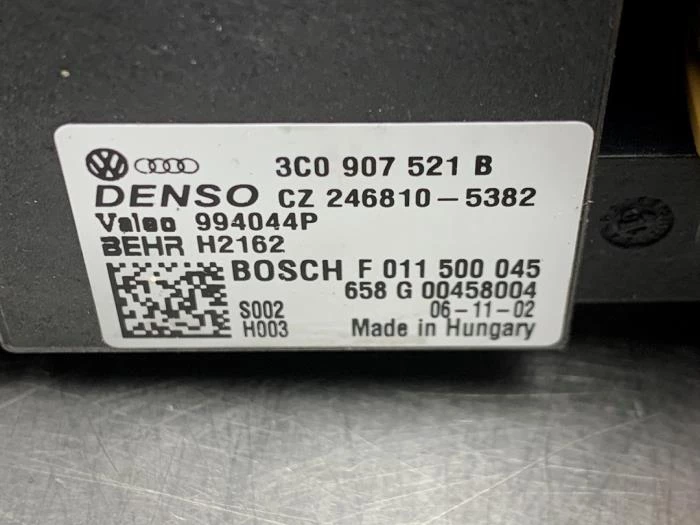 3C0 907 521 B
DENSO CZ 246810-5382
Valeo 994044P
BEHR H2162
BOSCH F 011 500 045
658 G 00458004
S002 06-11-02
H003 Made in Hungary